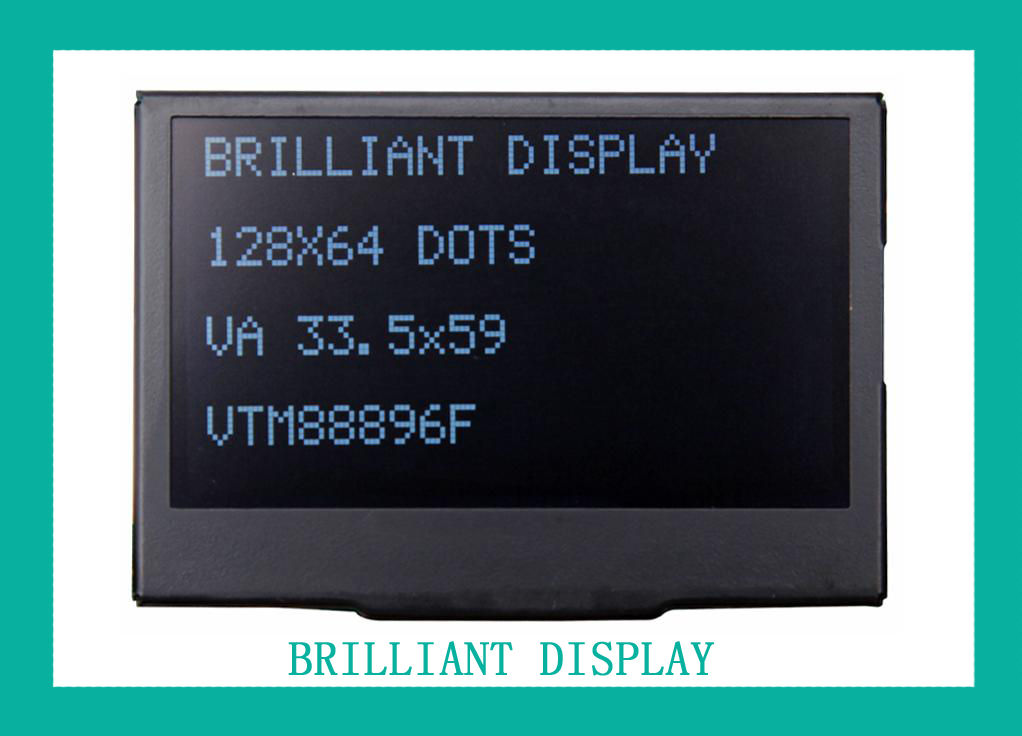 BRILLIANT DISPLAY
128X64 DOTS
VA 33.5x59
VTM88896F
BRILLIANT DISPLAY